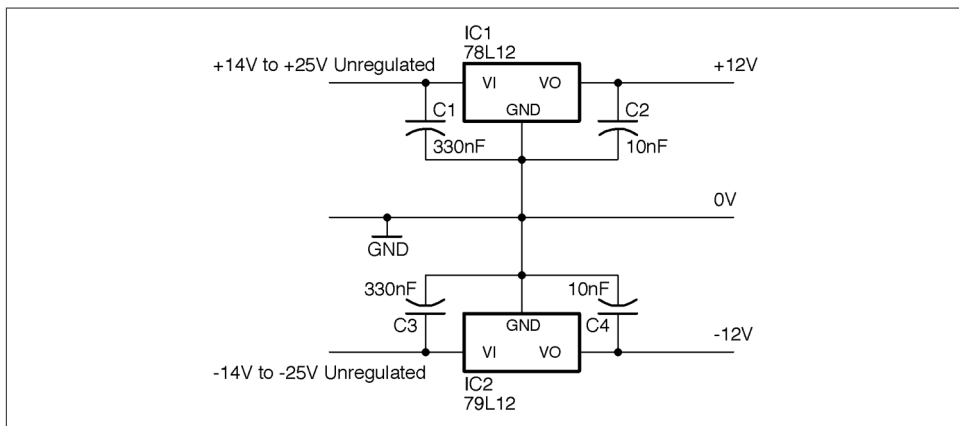 IC1
78L12
+14V to +25V Unregulated
+12V
VI
VO
GND
C1
330nF
C2
10nF
0V
GND
330nF
C3
10nF
C4
GND
VI
VO
-12V
-14V to -25V Unregulated
IC2
79L12